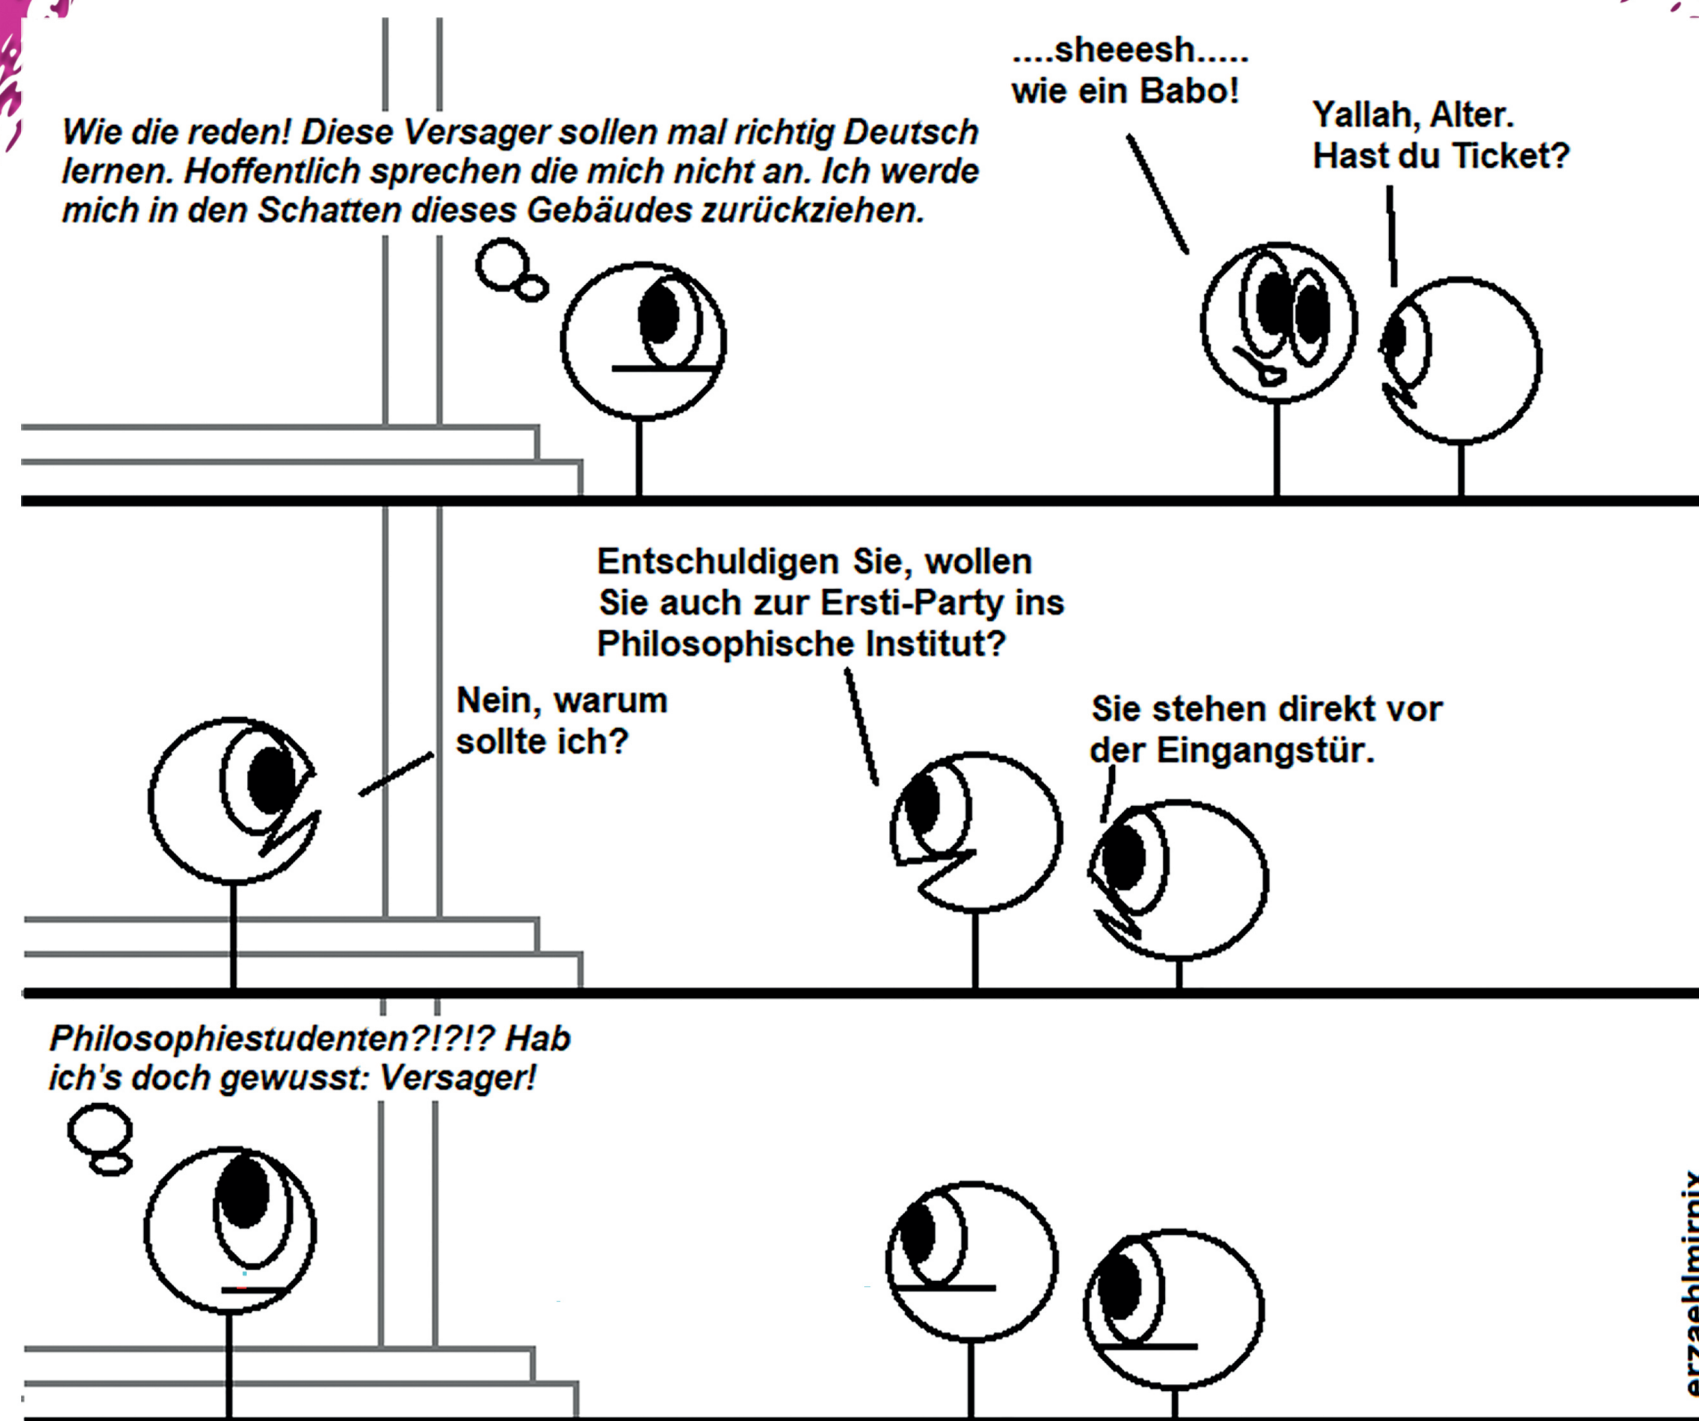 ....sheeesh.....
wie ein Babo!
Yallah, Alter.
Hast du Ticket?
Wie die reden! Diese Versager sollen mal richtig Deutsch
lernen. Hoffentlich sprechen die mich nicht an. Ich werde
mich in den Schatten dieses Gebäudes zurückziehen.
Entschuldigen Sie, wollen
Sie auch zur Ersti-Party ins
Philosophische Institut?
Nein, warum
sollte ich?
Sie stehen direkt vor
der Eingangstür.
Philosophiestudenten?!?!? Hab
ich's doch gewusst: Versager!
erzaehlmirnix